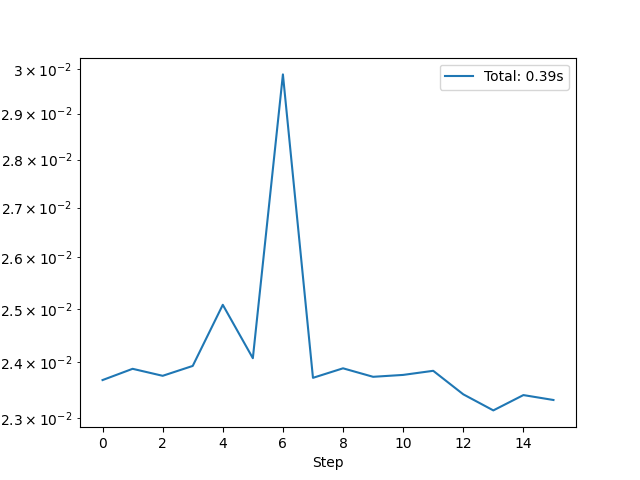 Total: 0.39s
3 × 10⁻²
2.9 × 10⁻²
2.8 × 10⁻²
2.7 × 10⁻²
2.6 × 10⁻²
2.5 × 10⁻²
2.4 × 10⁻²
2.3 × 10⁻²
0 2 4 6 8 10 12 14
Step